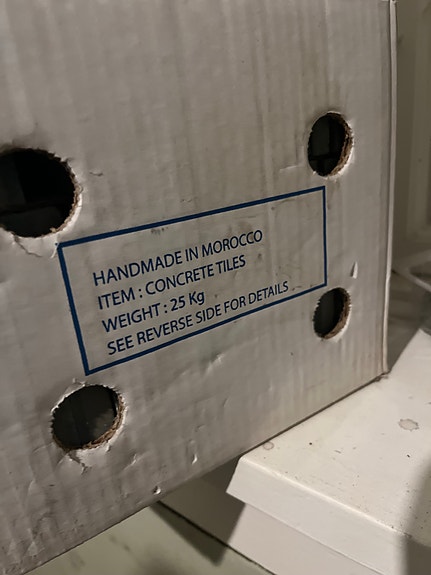 HANDMADE IN MOROCCO
ITEM : CONCRETE TILES
WEIGHT : 25 Kg
SEE REVERSE SIDE FOR DETAILS